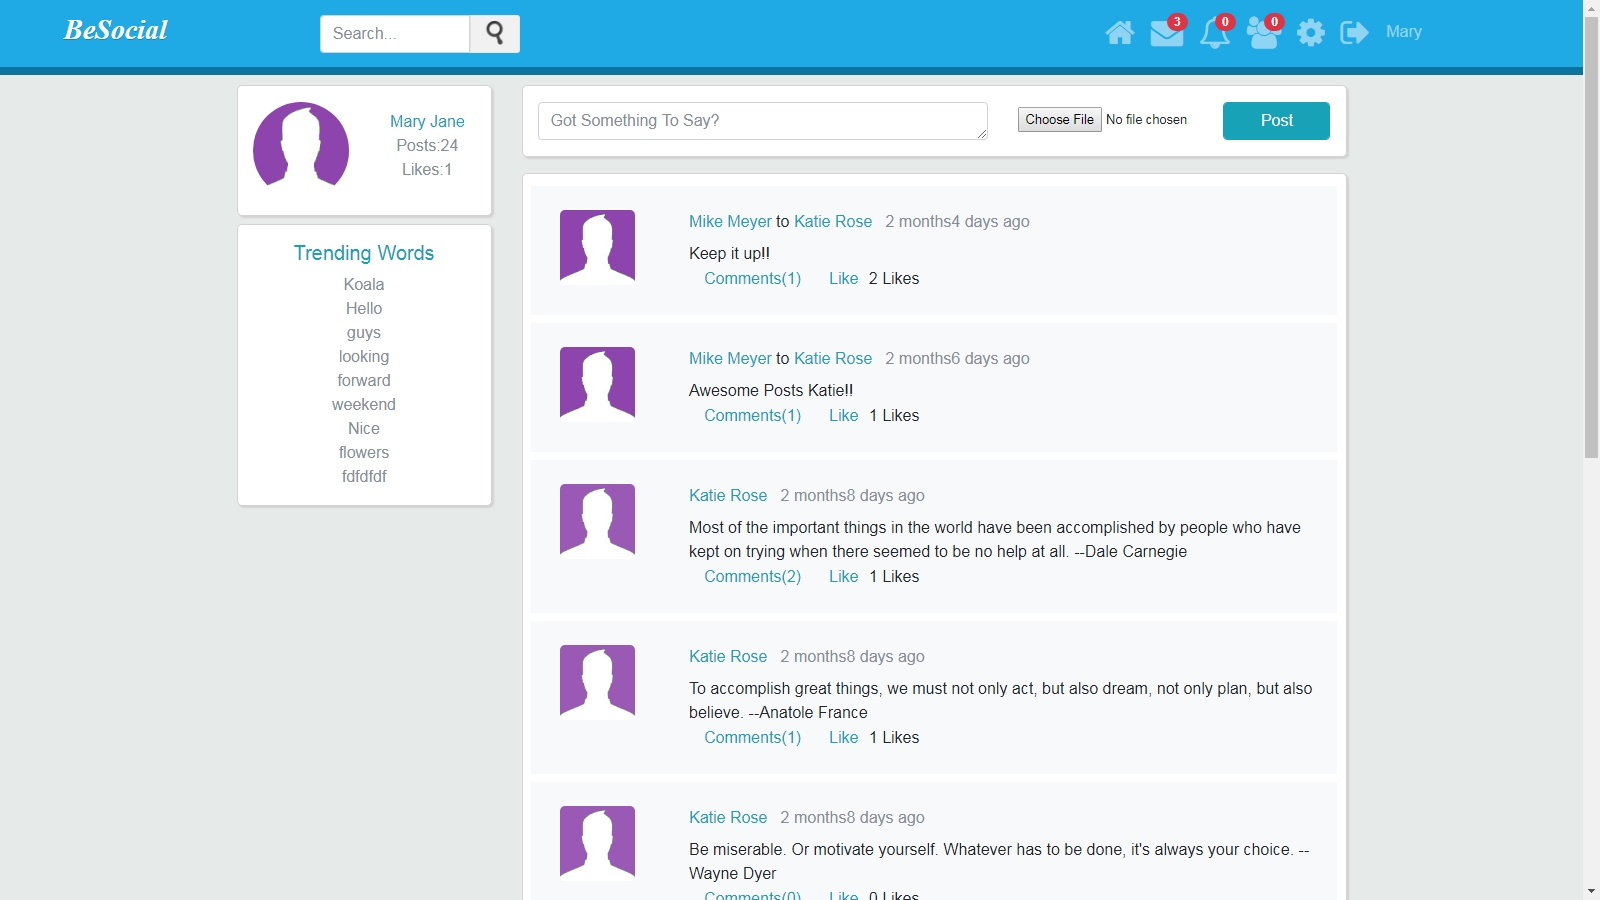 BeSocial
Search...
3
0
0
Mary
Mary Jane
Posts:24
Likes:1
Trending Words
Koala
Hello
guys
looking
forward
weekend
Nice
flowers
fdfdfdf
Got Something To Say?
Choose File No file chosen
Post
Mike Meyer to Katie Rose 2 months4 days ago
Keep it up!!
Comments(1) Like 2 Likes
Mike Meyer to Katie Rose 2 months6 days ago
Awesome Posts Katie!!
Comments(1) Like 1 Likes
Katie Rose 2 months8 days ago
Most of the important things in the world have been accomplished by people who have
kept on trying when there seemed to be no help at all. --Dale Carnegie
Comments(2) Like 1 Likes
Katie Rose 2 months8 days ago
To accomplish great things, we must not only act, but also dream, not only plan, but also
believe. --Anatole France
Comments(1) Like 1 Likes
Katie Rose 2 months8 days ago
Be miserable. Or motivate yourself. Whatever has to be done, it's always your choice. --
Wayne Dyer
Comments(0) Like 0 Likes